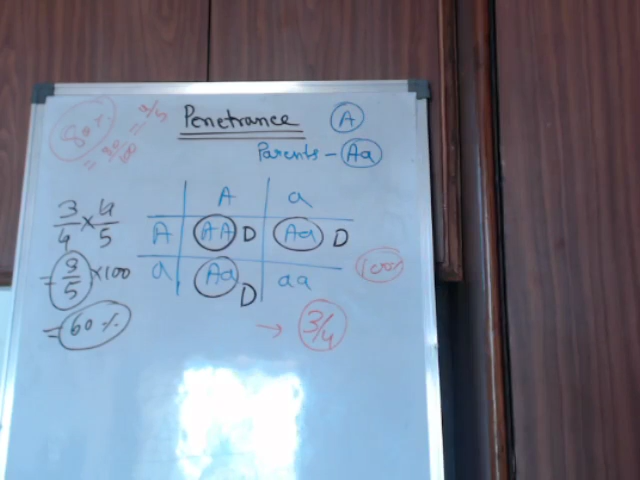 Penetrance
A
80% = 80/100 = 4/5
Parents - Aa
A a
A AA D Aa D
a Aa D aa
3/4 × 4/5
= 3/5 × 100
= 60%
100%
→ 3/4